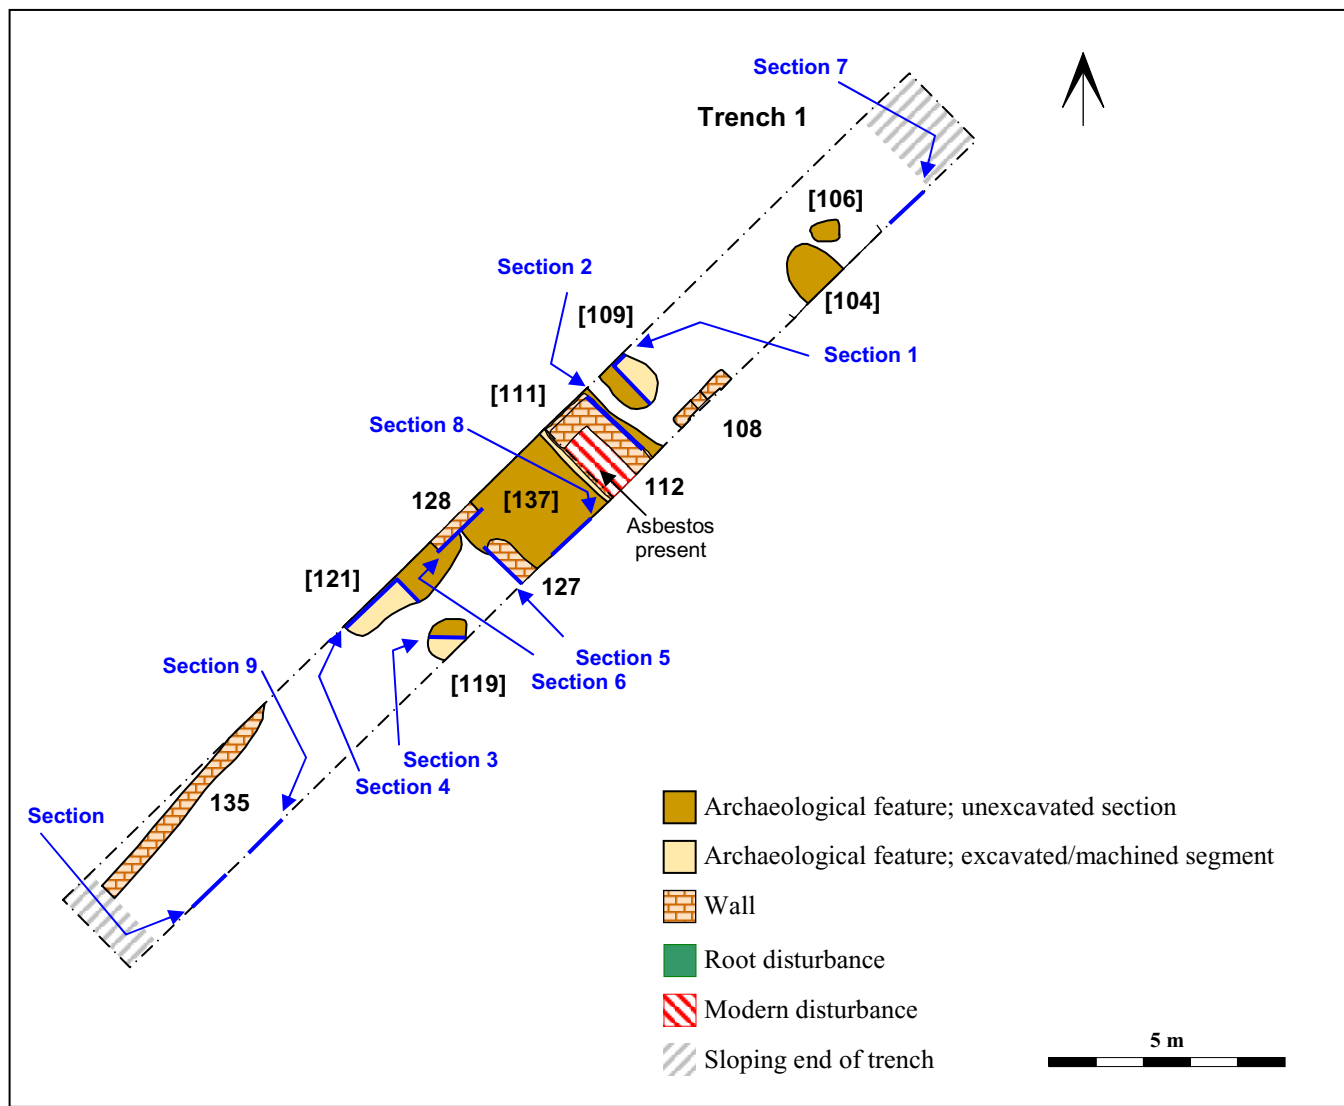 Section 7
Trench 1
[106]
Section 2
[104]
[109]
Section 1
[111]
Section 8
108
128
[137]
112
Asbestos
present
[121]
127
Section 5
Section 9
Section 6
[119]
Section 3
Section 4
135
Section
Archaeological feature; unexcavated section
Archaeological feature; excavated/machined segment
Wall
Root disturbance
Modern disturbance
Sloping end of trench
5 m